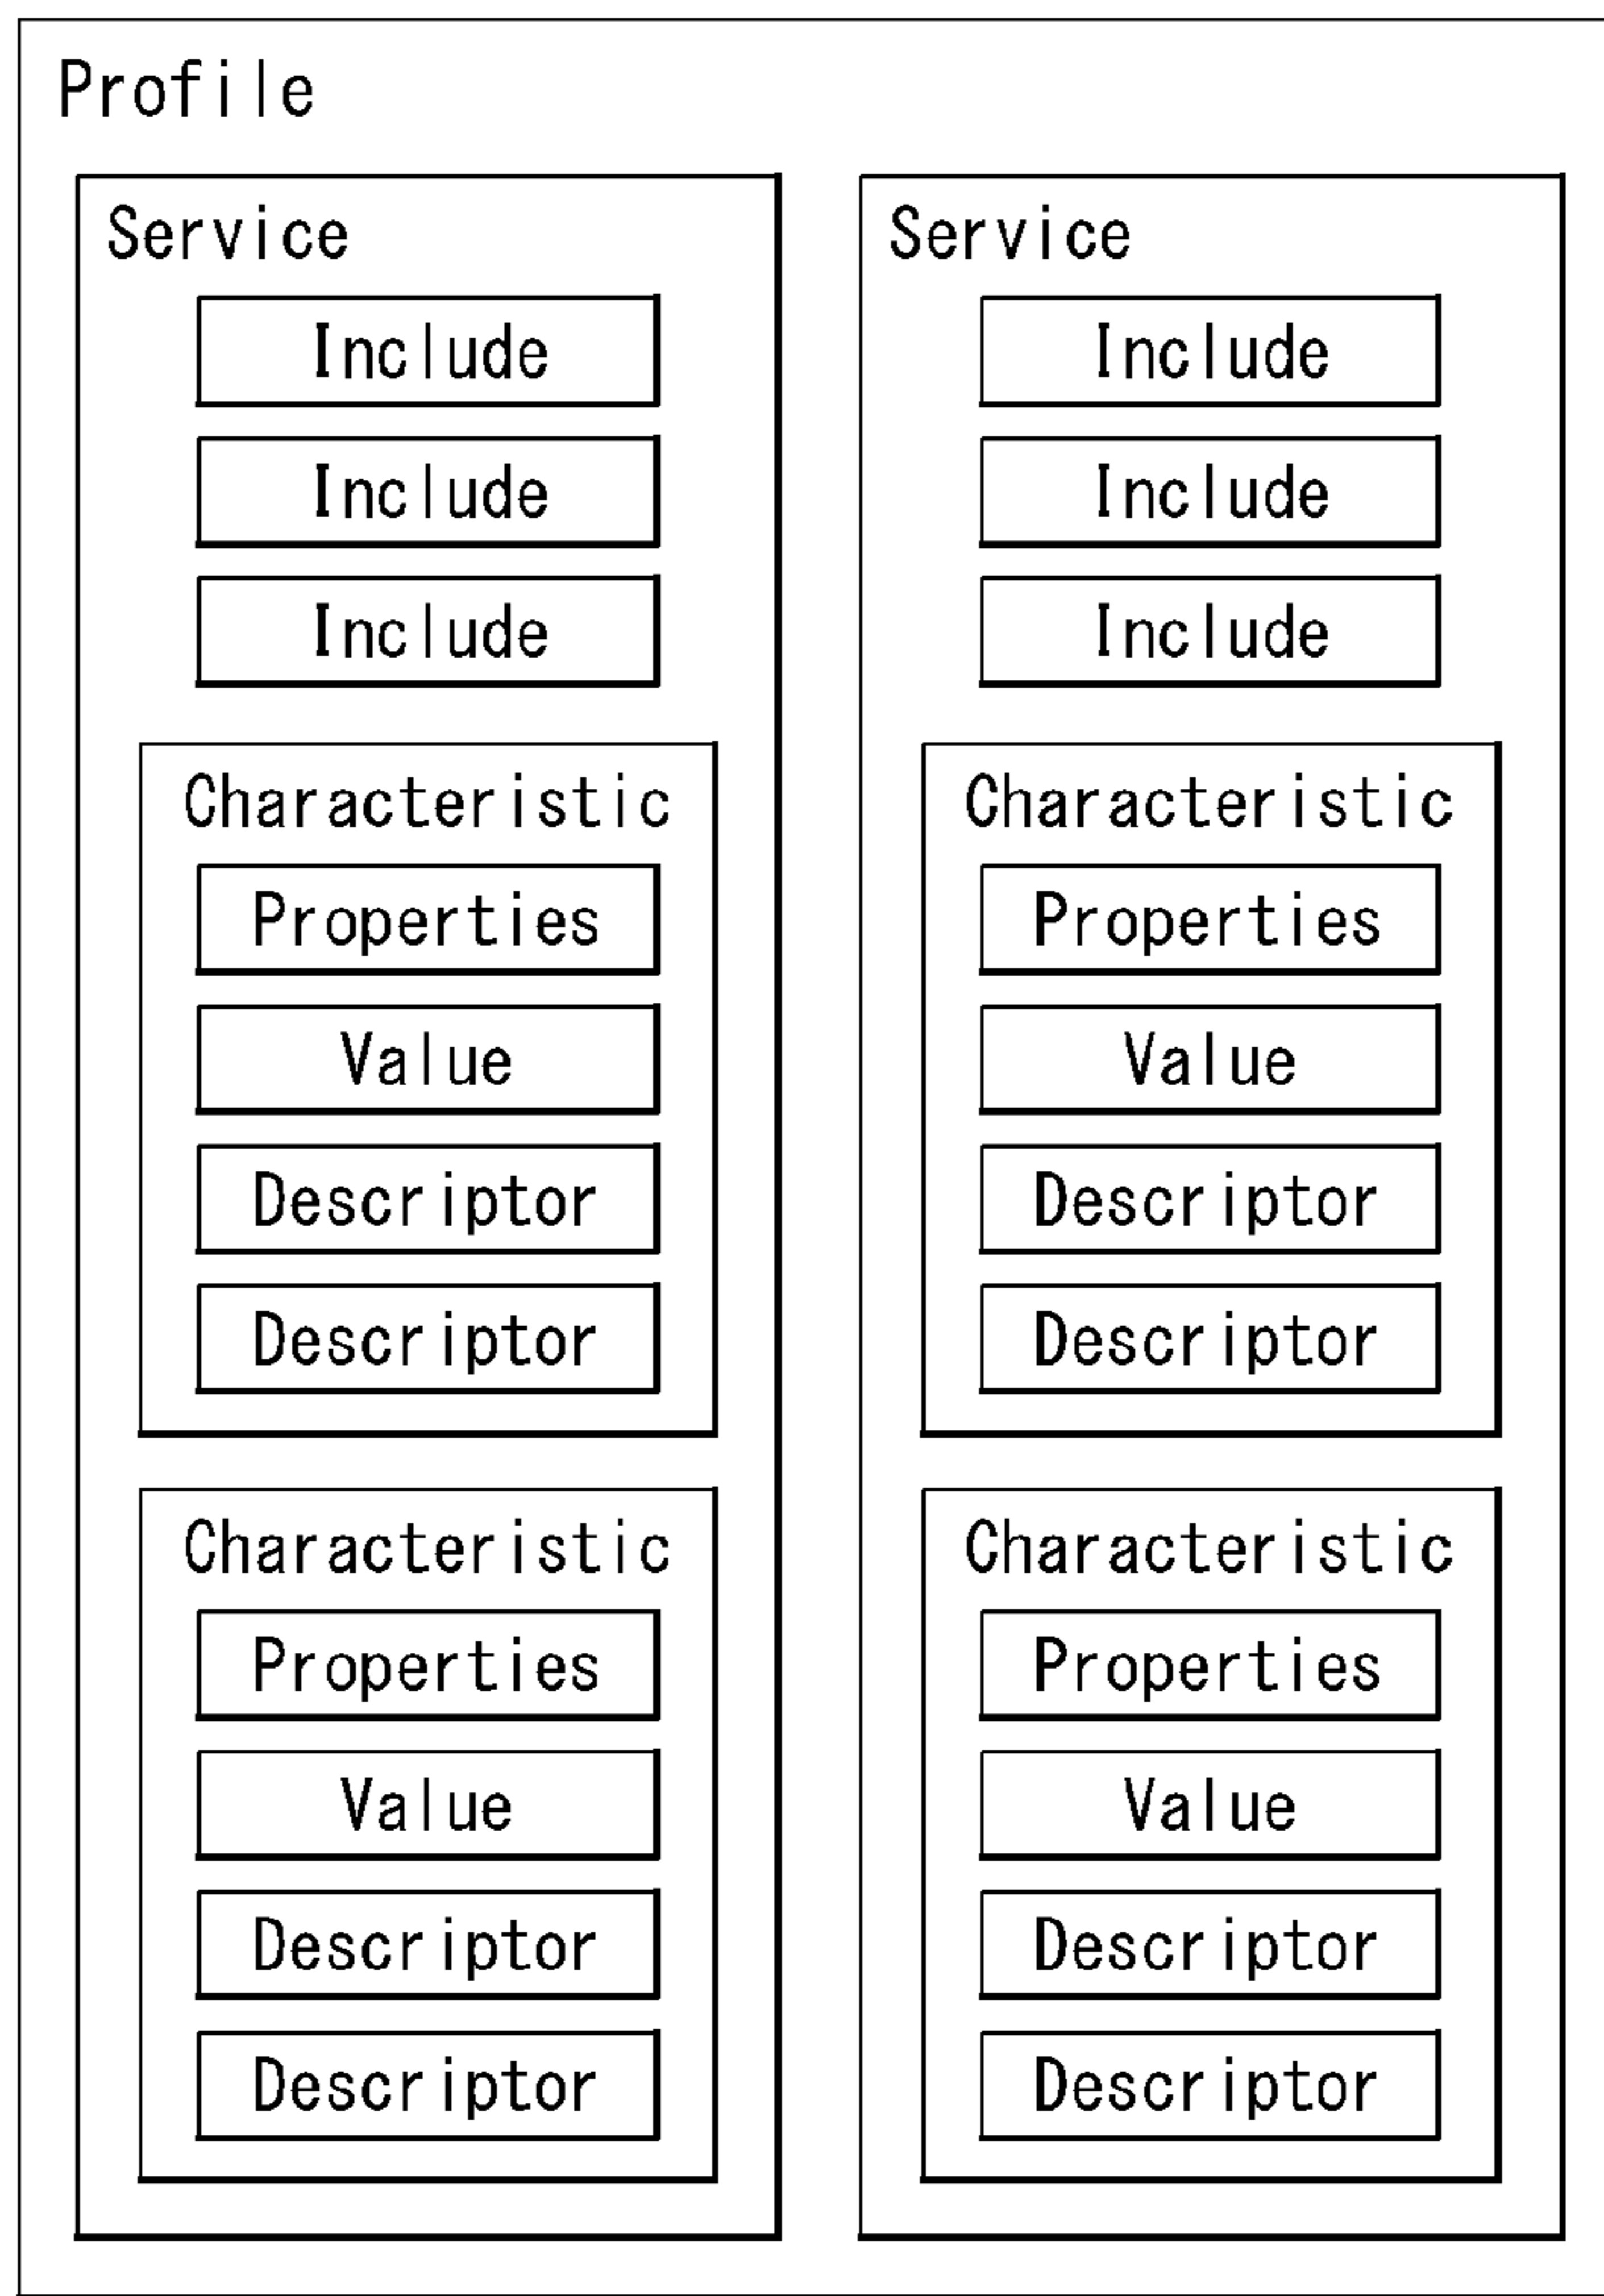 Profile
Service
Include
Include
Include
Characteristic
Properties
Value
Descriptor
Descriptor
Characteristic
Properties
Value
Descriptor
Descriptor
Service
Include
Include
Include
Characteristic
Properties
Value
Descriptor
Descriptor
Characteristic
Properties
Value
Descriptor
Descriptor